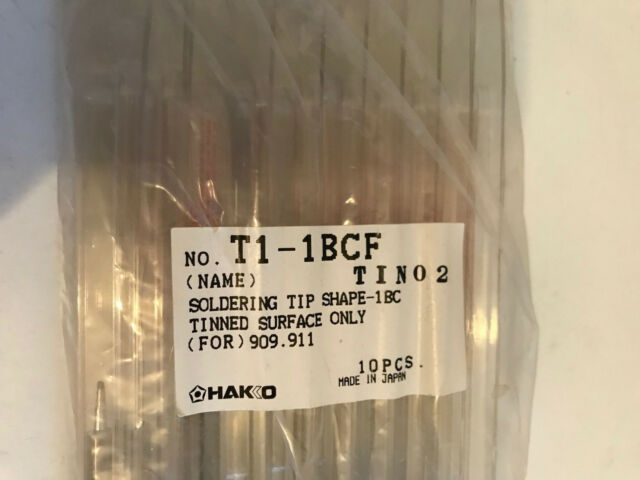 NO. T1-1BCF
(NAME) TINO2
SOLDERING TIP SHAPE-1BC
TINNED SURFACE ONLY
(FOR)909.911
10PCS.
MADE IN JAPAN
HAKKO